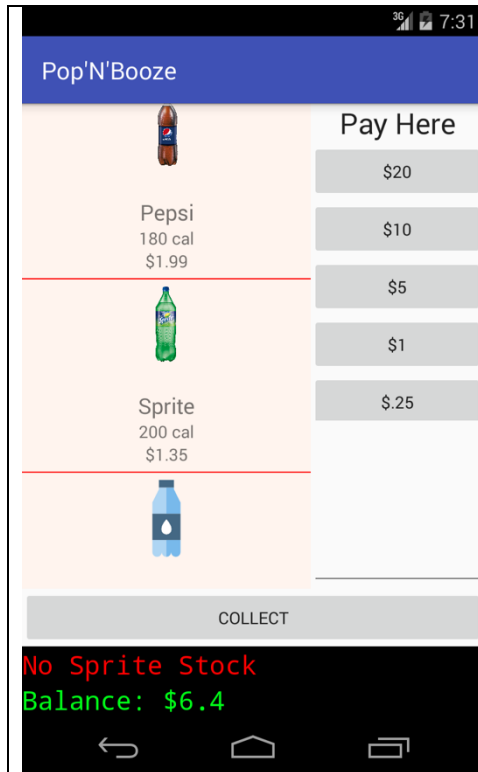 3G 7:31
Pop'N'Booze
Pay Here
Pepsi
180 cal
$1.99
Sprite
200 cal
$1.35
$20
$10
$5
$1
$.25
COLLECT
No Sprite Stock
Balance: $6.4